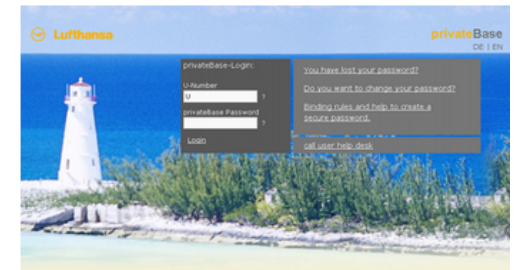 Lufthansa
privateBase
DE | EN
privateBase-Login:
U-Number
U
?
privateBase Password
?
Login
You have lost your password?
Do you want to change your password?
Binding rules and help to create a
secure password.
call user help desk